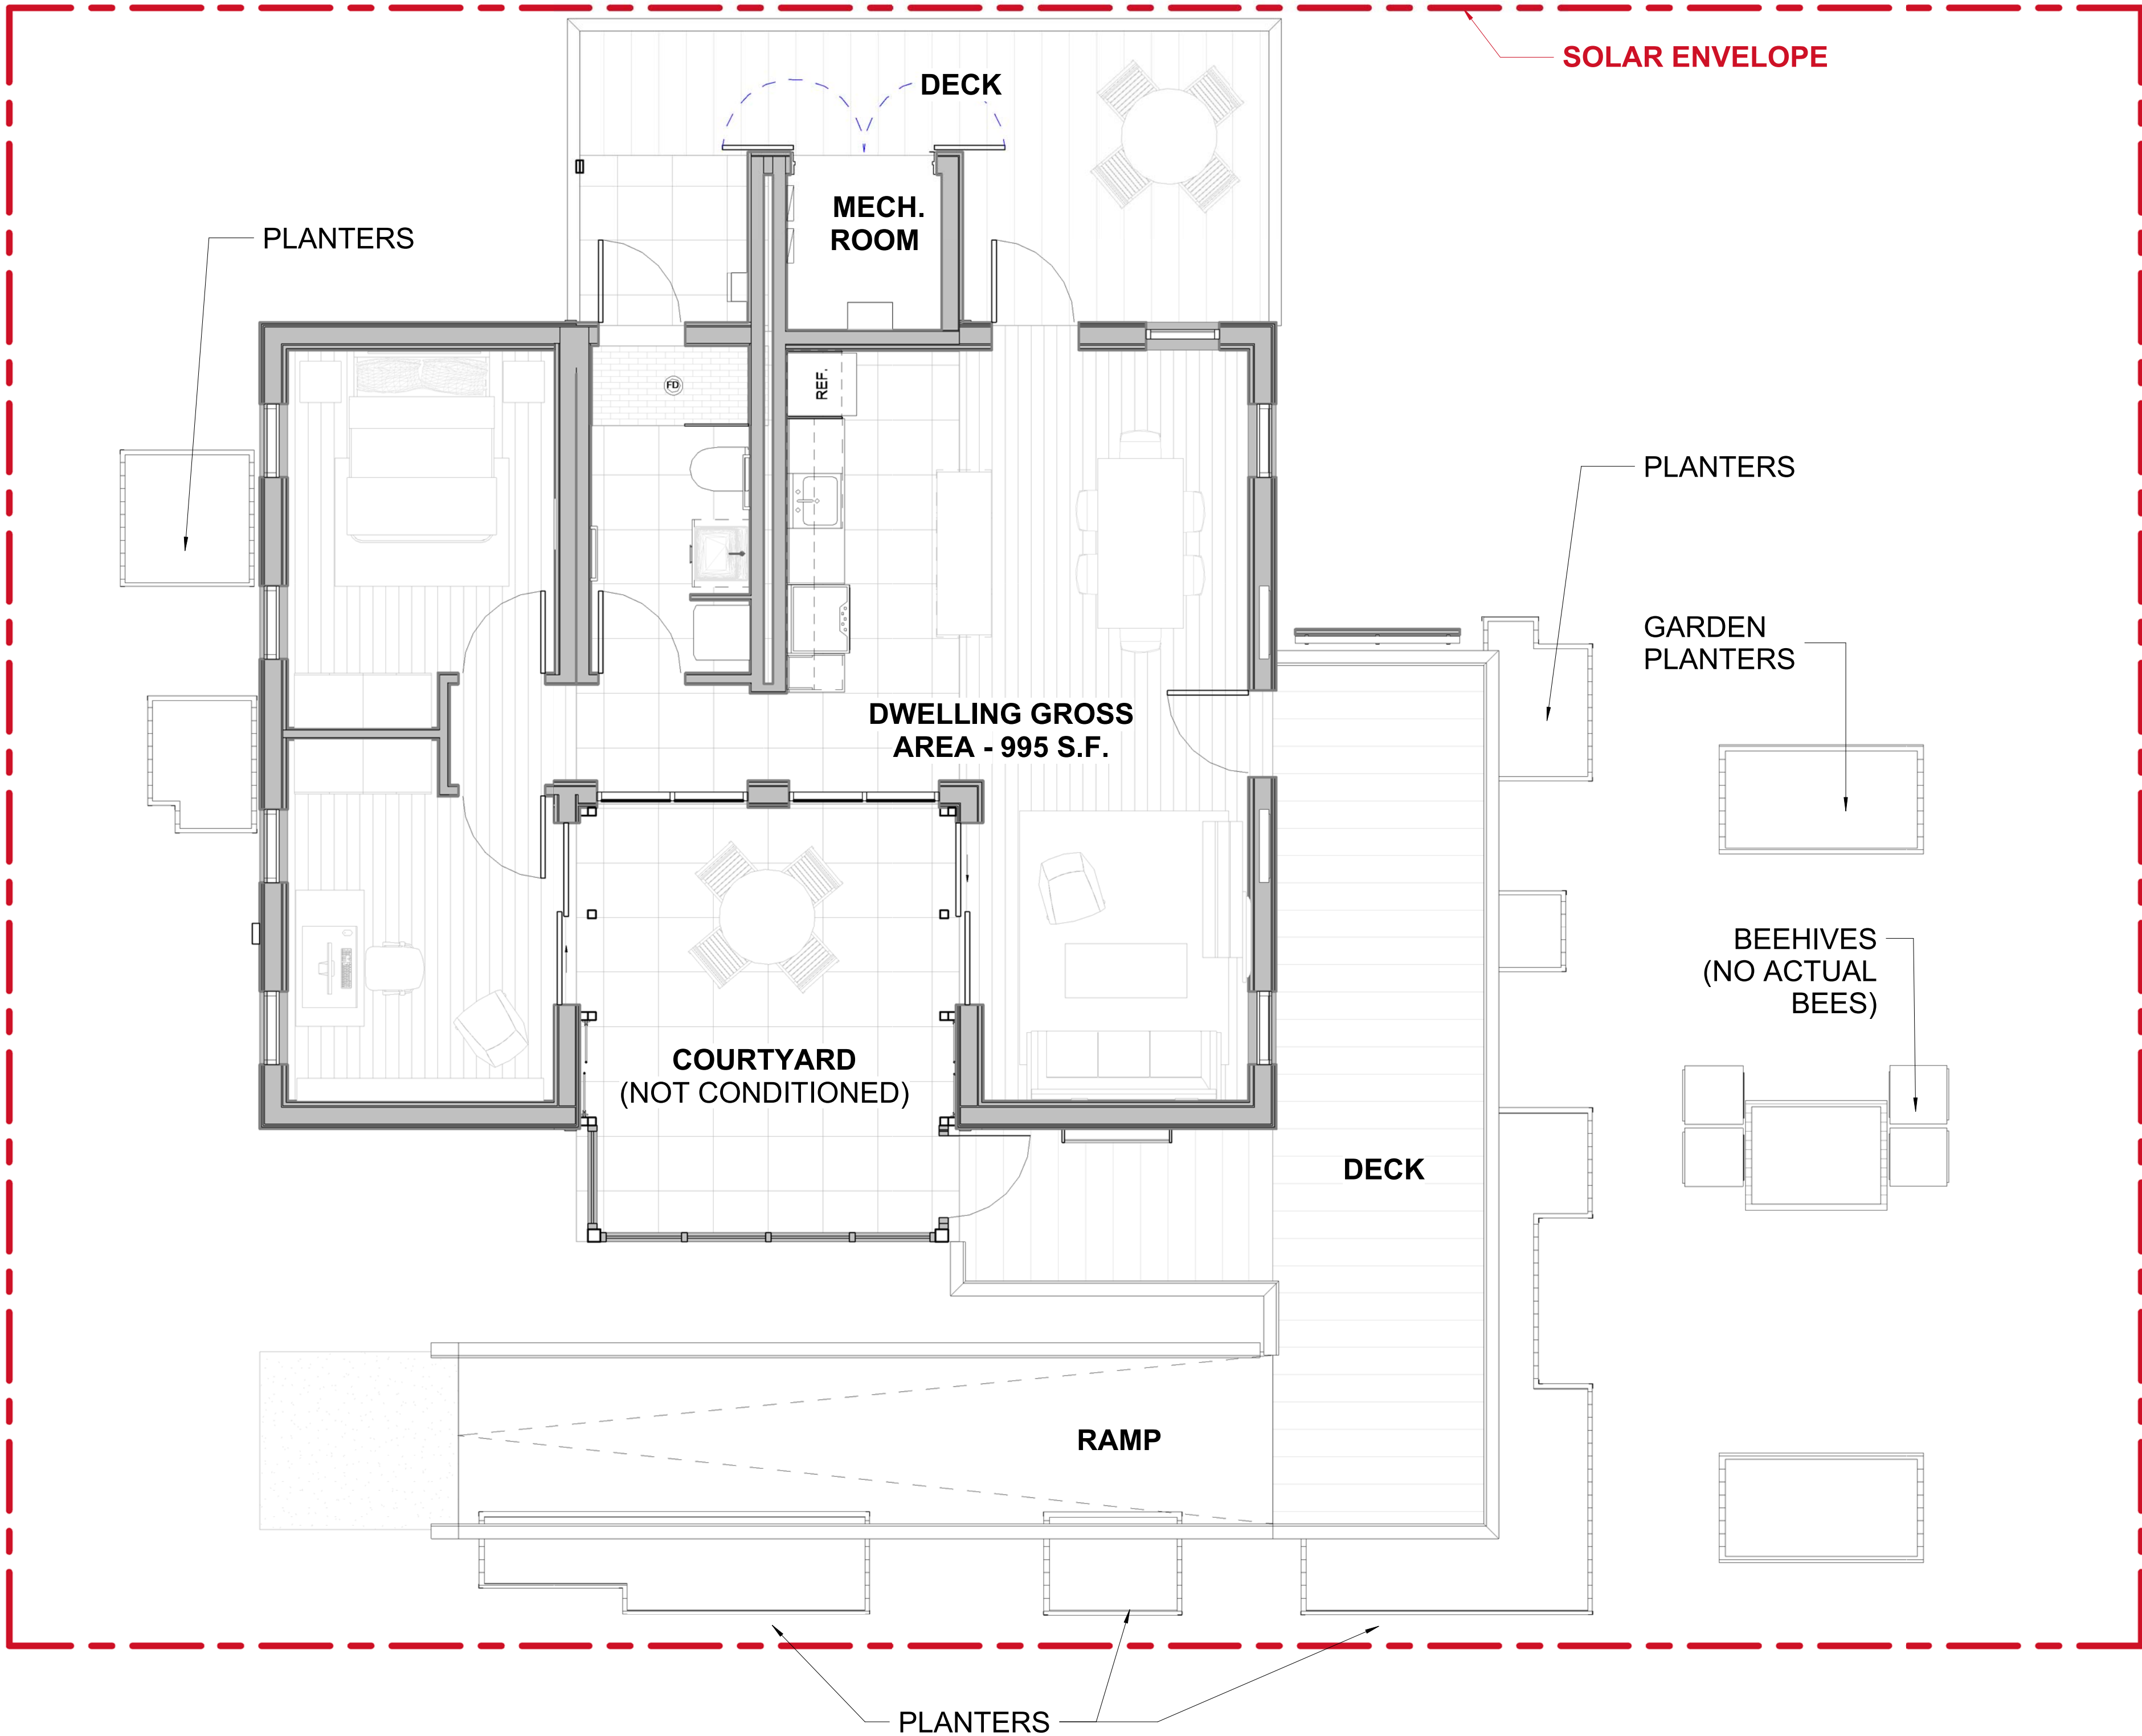 SOLAR ENVELOPE
DECK
MECH.
ROOM
PLANTERS
FD
REF.
PLANTERS
GARDEN
PLANTERS
DWELLING GROSS
AREA - 995 S.F.
BEEHIVES
(NO ACTUAL
BEES)
COURTYARD
(NOT CONDITIONED)
DECK
RAMP
PLANTERS